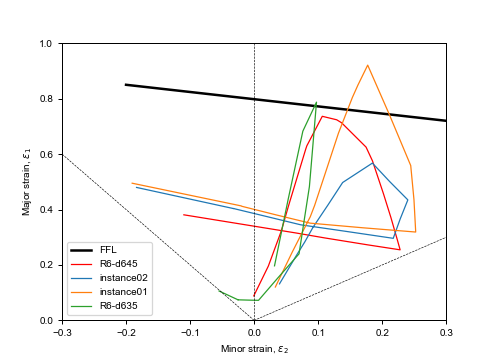 1.0
0.8
0.6
0.4
0.2
0.0
Major strain, ε1
FFL
R6-d645
instance02
instance01
R6-d635
−0.3 −0.2 −0.1 0.0 0.1 0.2 0.3
Minor strain, ε2